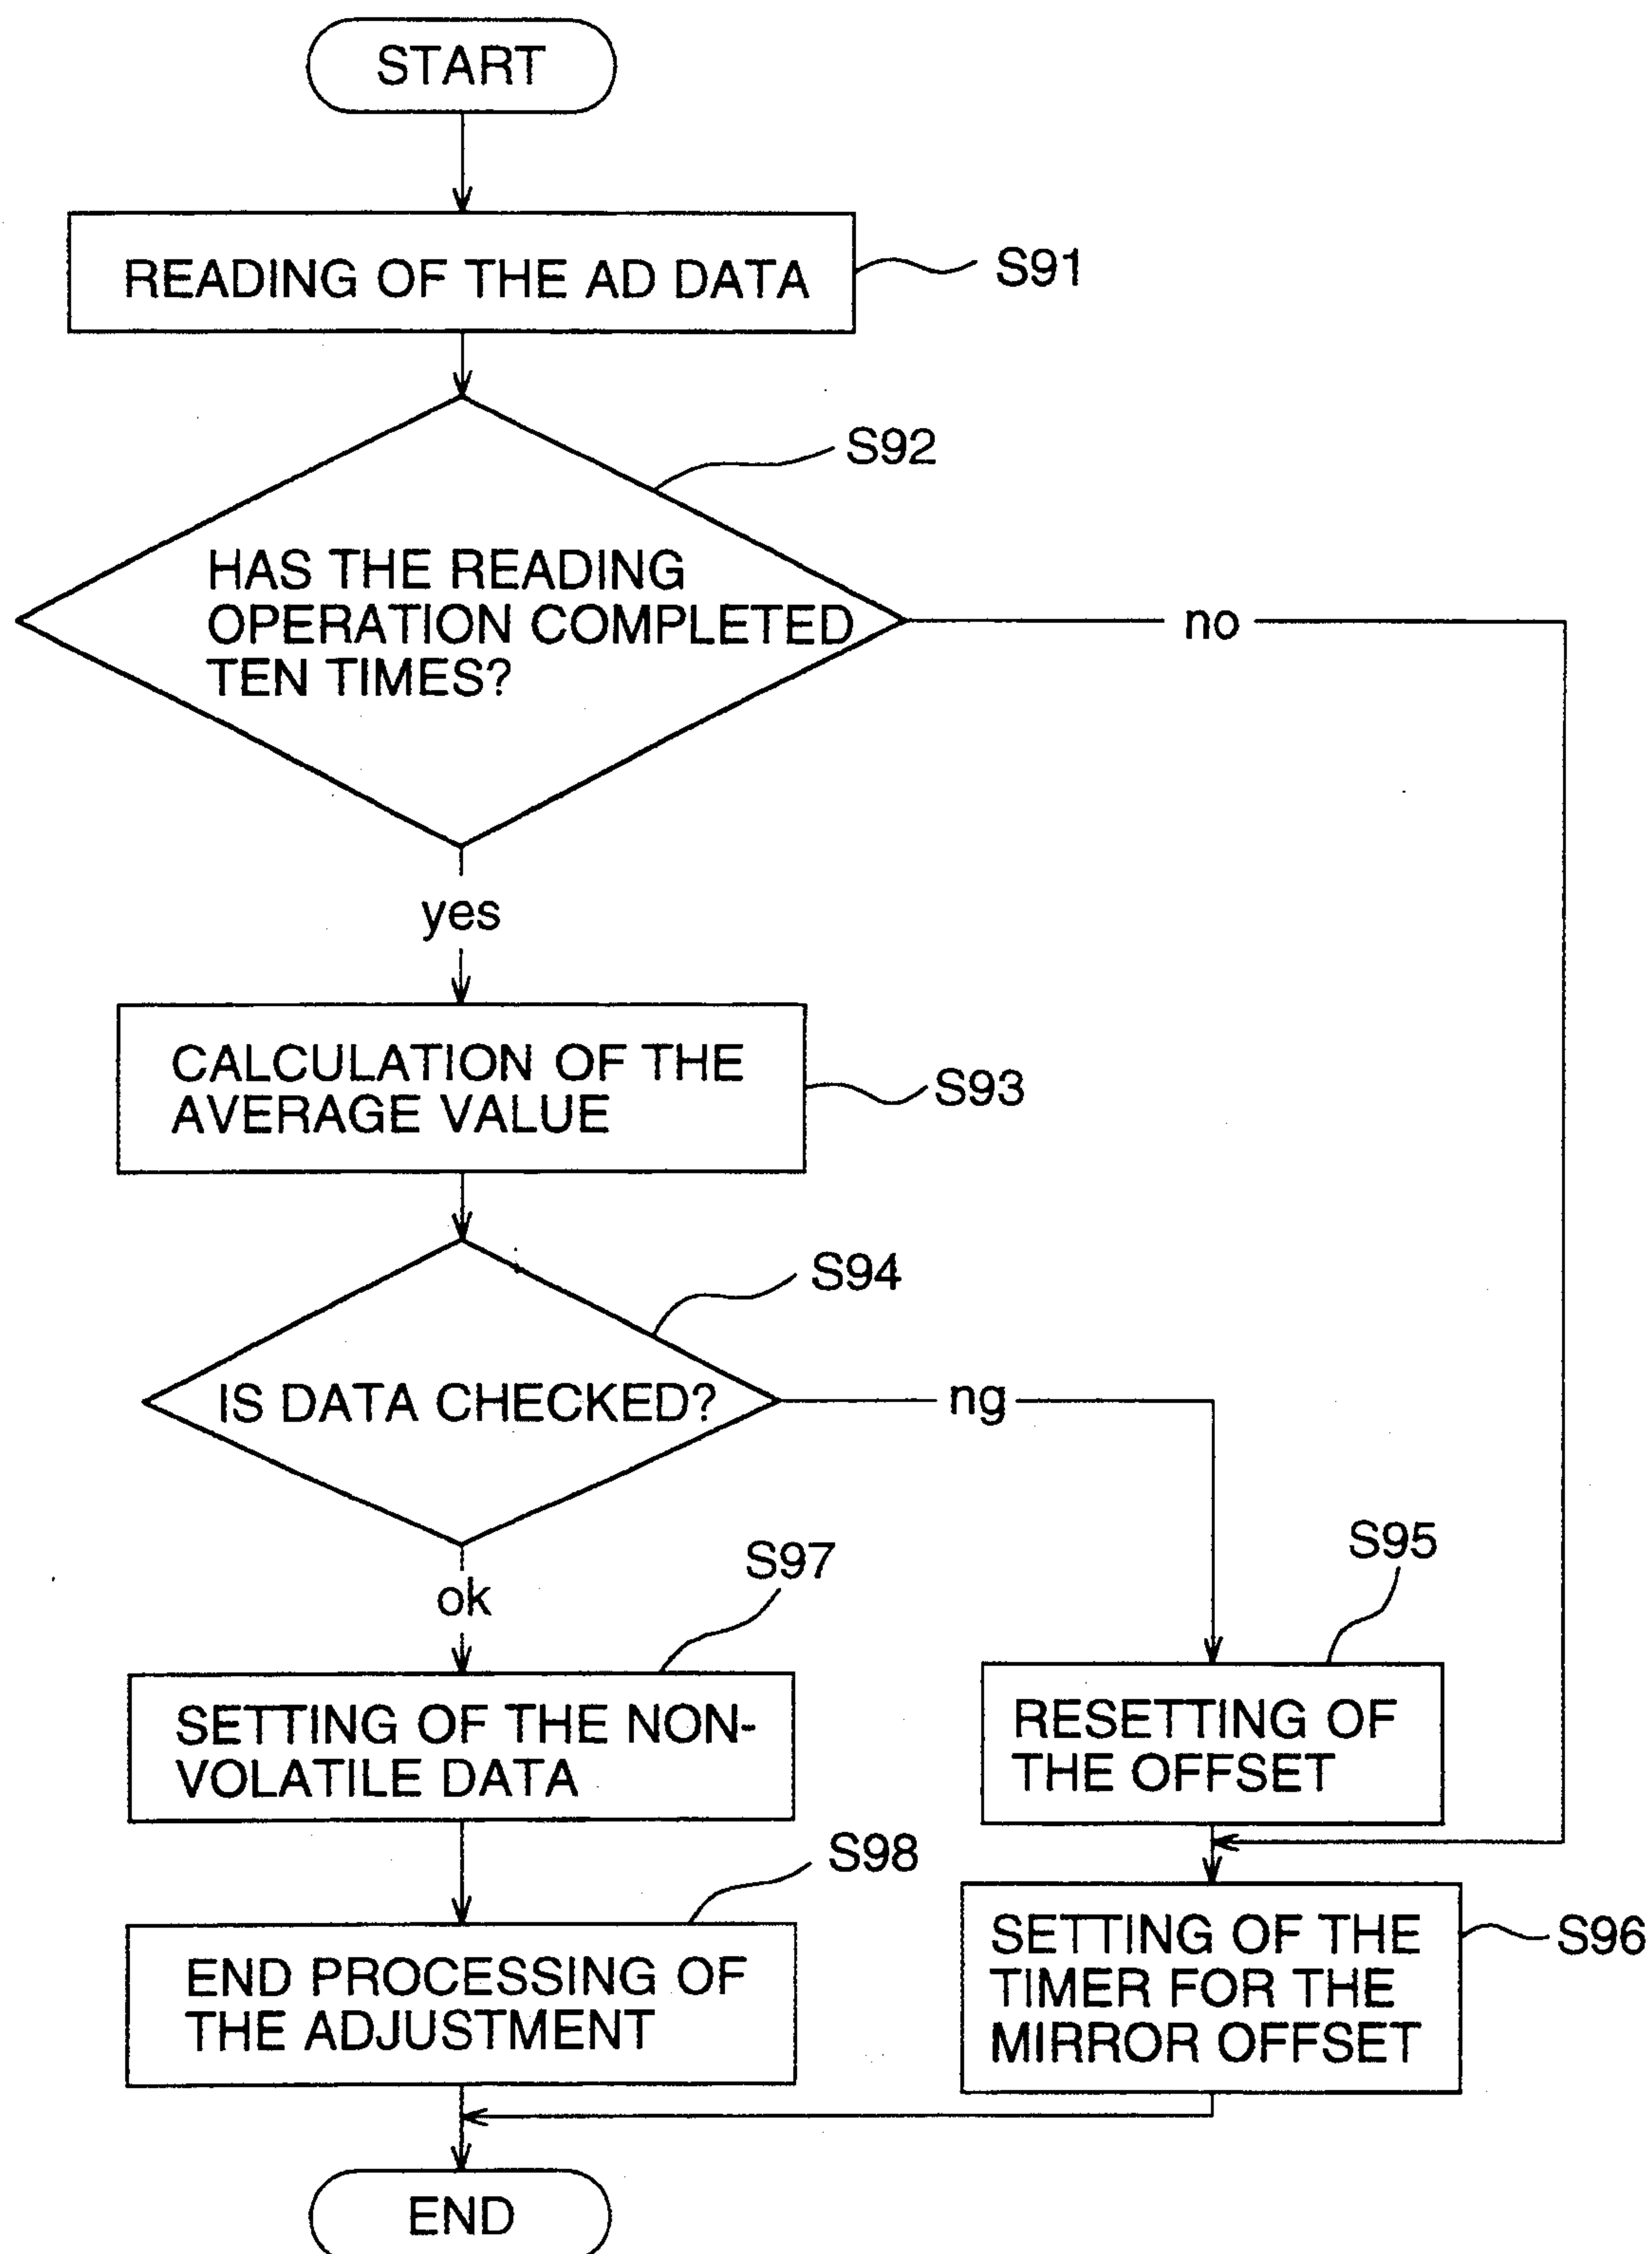 START
READING OF THE AD DATA
S91
S92
HAS THE READING
OPERATION COMPLETED
TEN TIMES?
no
yes
CALCULATION OF THE
AVERAGE VALUE
S93
S94
IS DATA CHECKED?
ng
ok
S97
SETTING OF THE NON-
VOLATILE DATA
S95
RESETTING OF
THE OFFSET
S98
END PROCESSING OF
THE ADJUSTMENT
SETTING OF THE
TIMER FOR THE
MIRROR OFFSET
S96
END